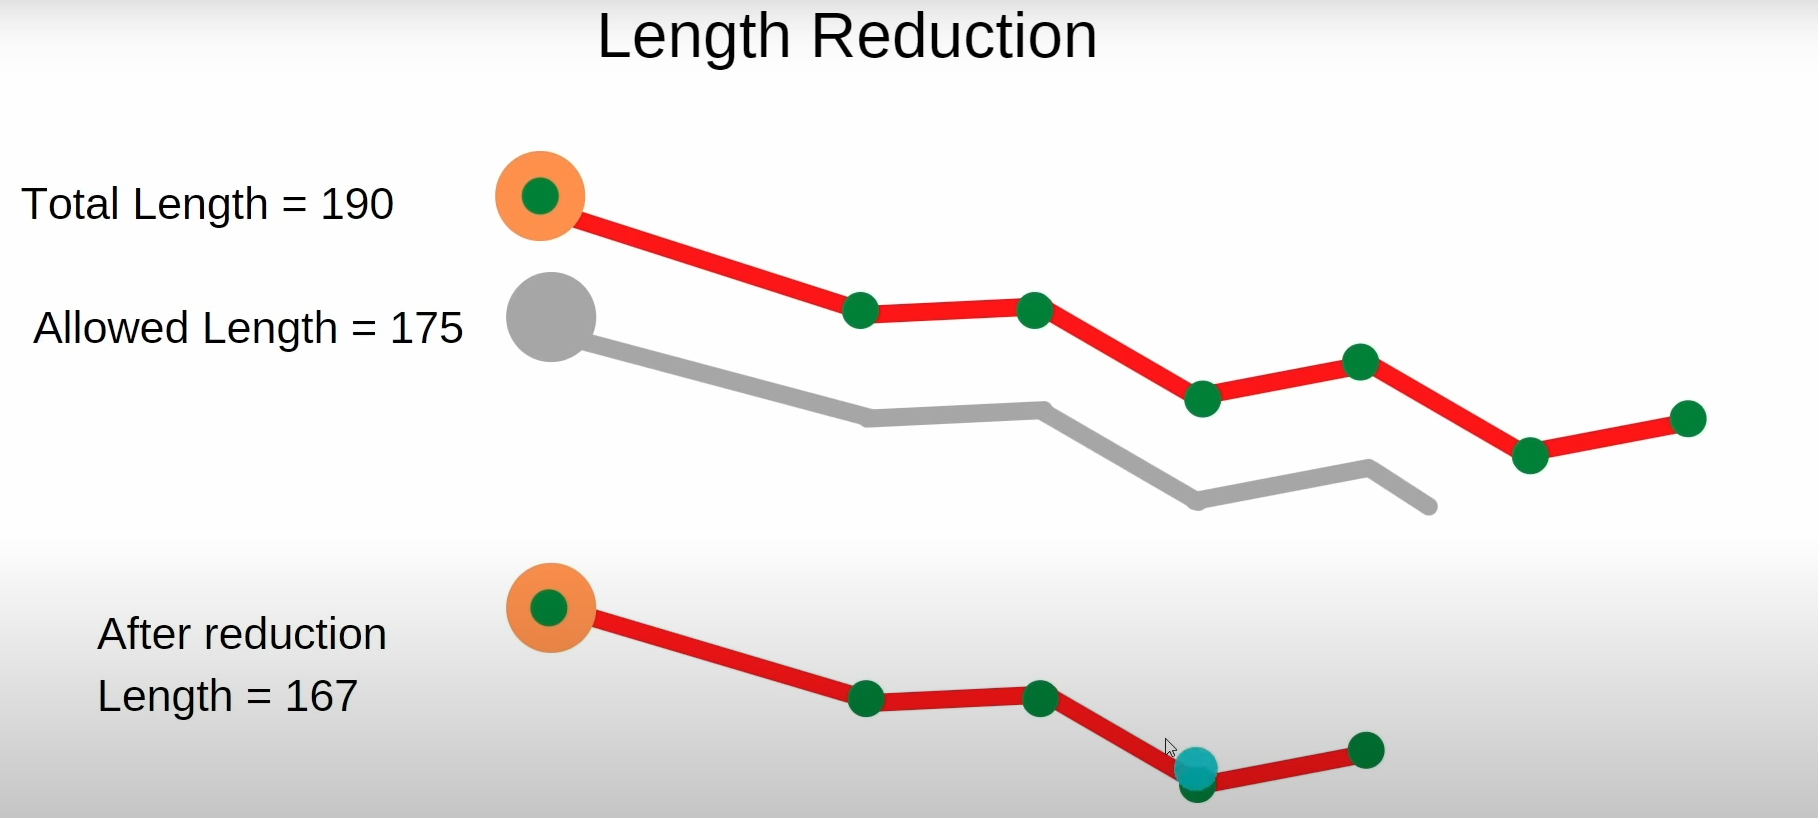 Length Reduction
Total Length = 190
Allowed Length = 175
After reduction
Length = 167